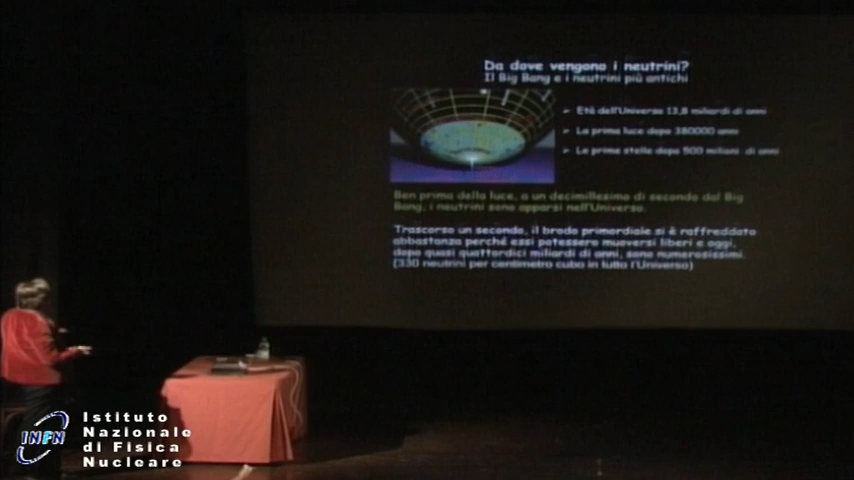 Da dove vengono i neutrini?
Il Big Bang e i neutrini più antichi
Età dell'Universo 13,8 miliardi di anni
La prima luce dopo 380000 anni
Le prime stelle dopo 500 milioni di anni
Ben prima della luce, a un decimillesimo di secondo dal Big
Bang, i neutrini sono apparsi nell'Universo.
Trascorso un secondo, il brodo primordiale si è raffreddato
abbastanza perché essi potessero muoversi liberi e oggi,
dopo quasi quattordici miliardi di anni, sono numerosissimi.
(330 neutrini per centimetro cubo in tutto l'Universo)
INFN
Istituto
Nazionale
di Fisica
Nucleare